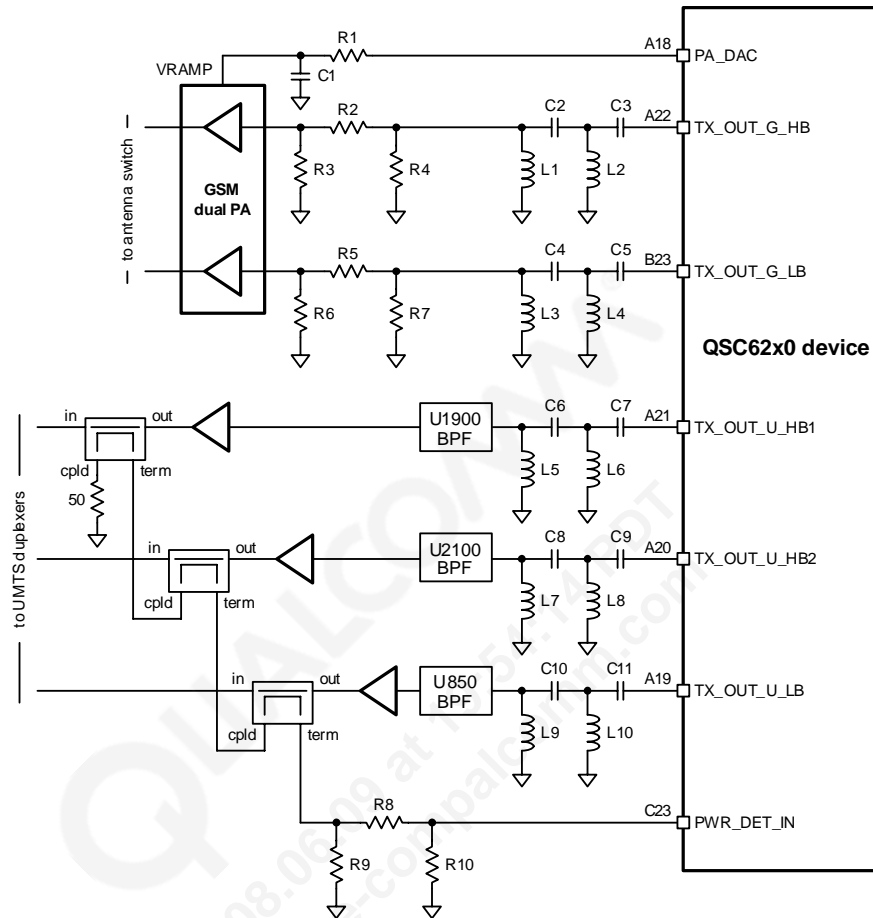 R1
A18
PA_DAC
VRAMP
C1
R2
C2
C3
A22
TX_OUT_G_HB
R3
R4
L1
L2
GSM
dual PA
to antenna switch
R5
C4
C5
B23
TX_OUT_G_LB
R6
R7
L3
L4
QSC62x0 device
in
out
U1900
BPF
C6
C7
A21
TX_OUT_U_HB1
cpld
term
50
L5
L6
in
out
U2100
BPF
C8
C9
A20
TX_OUT_U_HB2
cpld
term
L7
L8
to UMTS duplexers
in
out
U850
BPF
C10
C11
A19
TX_OUT_U_LB
cpld
term
L9
L10
R8
C23
PWR_DET_IN
R9
R10
QUALCOMM